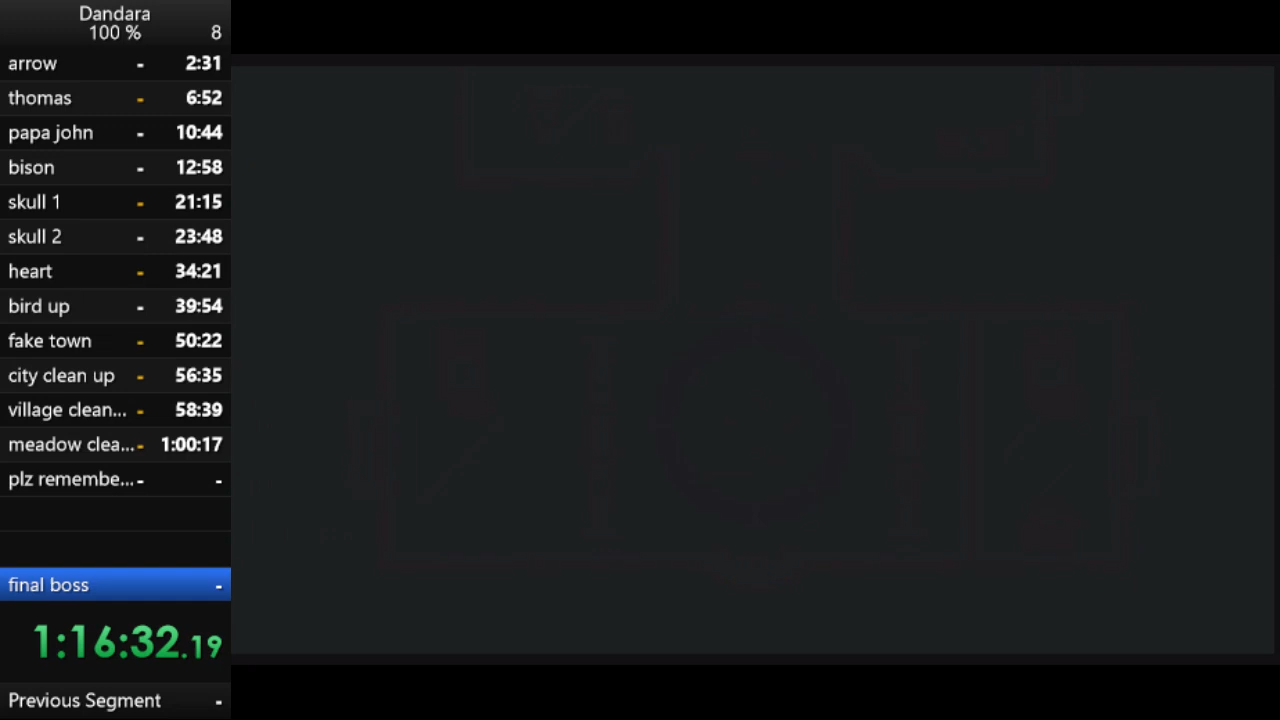 Dandara
100 % 8
arrow - 2:31
thomas - 6:52
papa john - 10:44
bison - 12:58
skull 1 - 21:15
skull 2 - 23:48
heart - 34:21
bird up - 39:54
fake town - 50:22
city clean up - 56:35
village clean... - 58:39
meadow clea... - 1:00:17
plz remembe... - -
final boss -
1:16:32.19
Previous Segment -